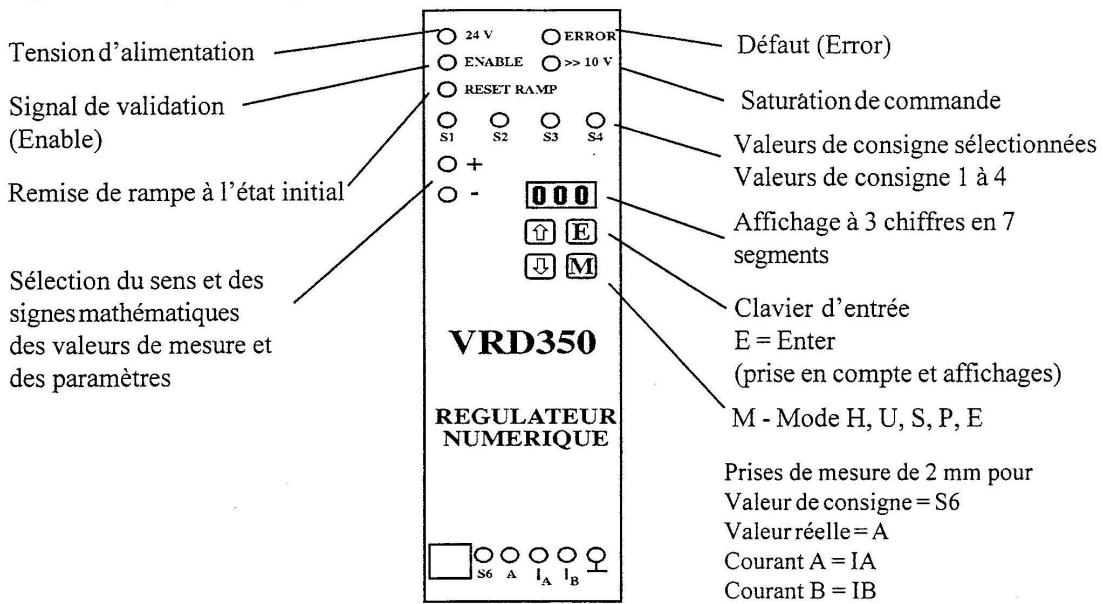 Tension d'alimentation
Signal de validation
(Enable)
Remise de rampe à l'état initial
Sélection du sens et des
signes mathématiques
des valeurs de mesure et
des paramètres
24 V
ERROR
ENABLE
>> 10 V
RESET RAMP
S1 S2 S3 S4
+
-
000
E
M
VRD350
REGULATEUR
NUMERIQUE
S6 A IA IB
Défaut (Error)
Saturation de commande
Valeurs de consigne sélectionnées
Valeurs de consigne 1 à 4
Affichage à 3 chiffres en 7
segments
Clavier d'entrée
E = Enter
(prise en compte et affichages)
M - Mode H, U, S, P, E
Prises de mesure de 2 mm pour
Valeur de consigne = S6
Valeur réelle = A
Courant A = IA
Courant B = IB